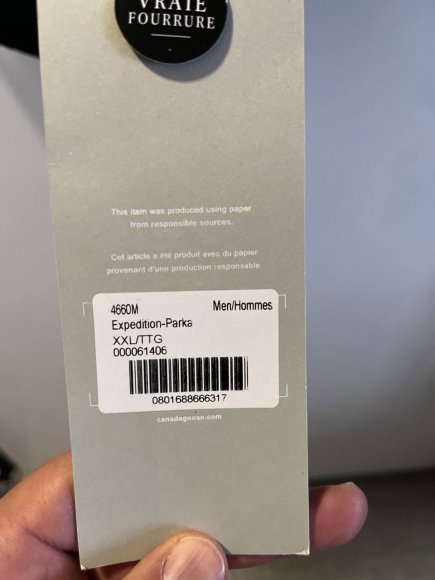 VRAIE
FOURRURE
This item was produced using paper
from responsible sources.
Cet article a été produit avec du papier
provenant d'une production responsable.
4660M Men/Hommes
Expedition-Parka
XXL/TTG
000061406
0801688666317
canadagoose.com